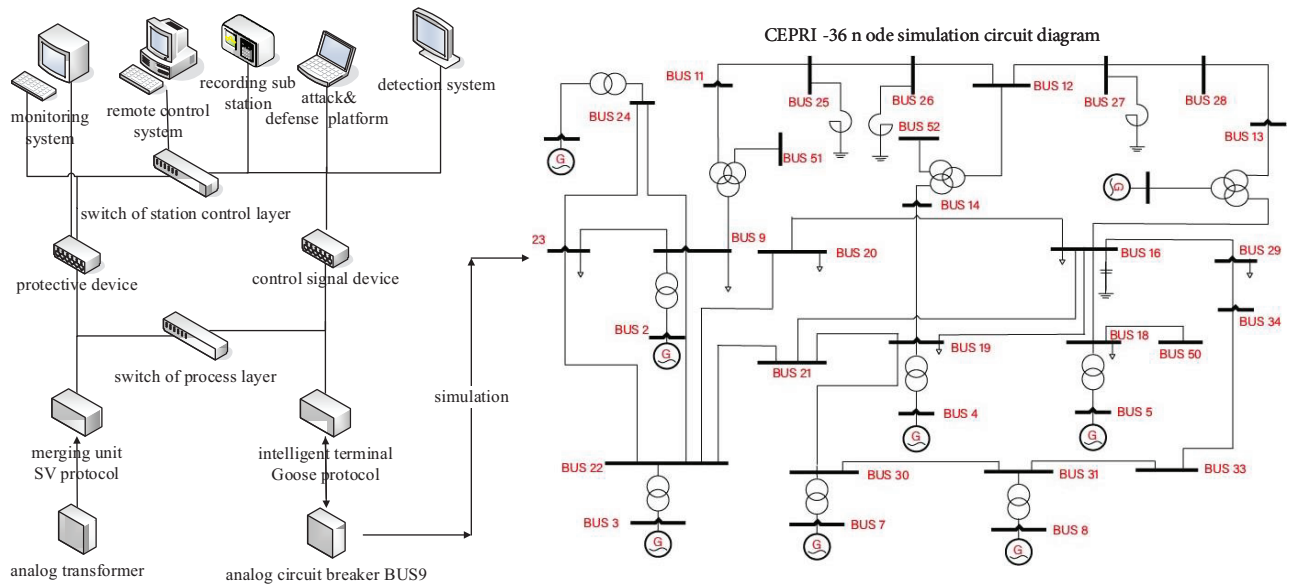 monitoring
system
remote control
system
recording sub
station
attack&
defense platform
detection system
switch of station control layer
protective device
control signal device
switch of process layer
merging unit
SV protocol
intelligent terminal
Goose protocol
analog transformer
analog circuit breaker BUS9
simulation
CEPRI -36 n ode simulation circuit diagram
BUS 24
G
BUS 11
BUS 25
BUS 26
BUS 12
BUS 27
BUS 28
BUS 13
BUS 52
BUS 51
BUS 14
G
23
BUS 9
BUS 20
BUS 16
BUS 29
BUS 2
G
BUS 34
BUS 19
BUS 18
BUS 50
BUS 21
BUS 4
G
BUS 5
G
BUS 22
BUS 30
BUS 31
BUS 33
BUS 3
G
BUS 7
G
BUS 8
G